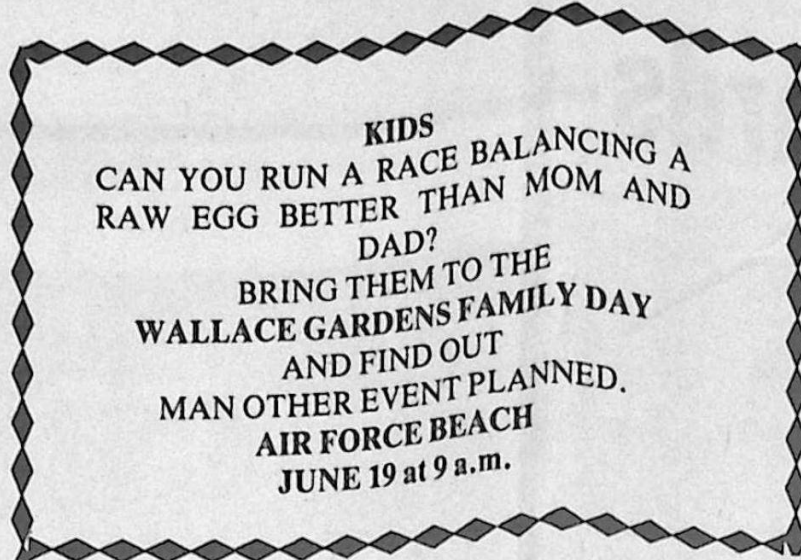 KIDS
CAN YOU RUN A RACE BALANCING A
RAW EGG BETTER THAN MOM AND
DAD?
BRING THEM TO THE
WALLACE GARDENS FAMILY DAY
AND FIND OUT
MAN OTHER EVENT PLANNED.
AIR FORCE BEACH
JUNE 19 at 9 a.m.